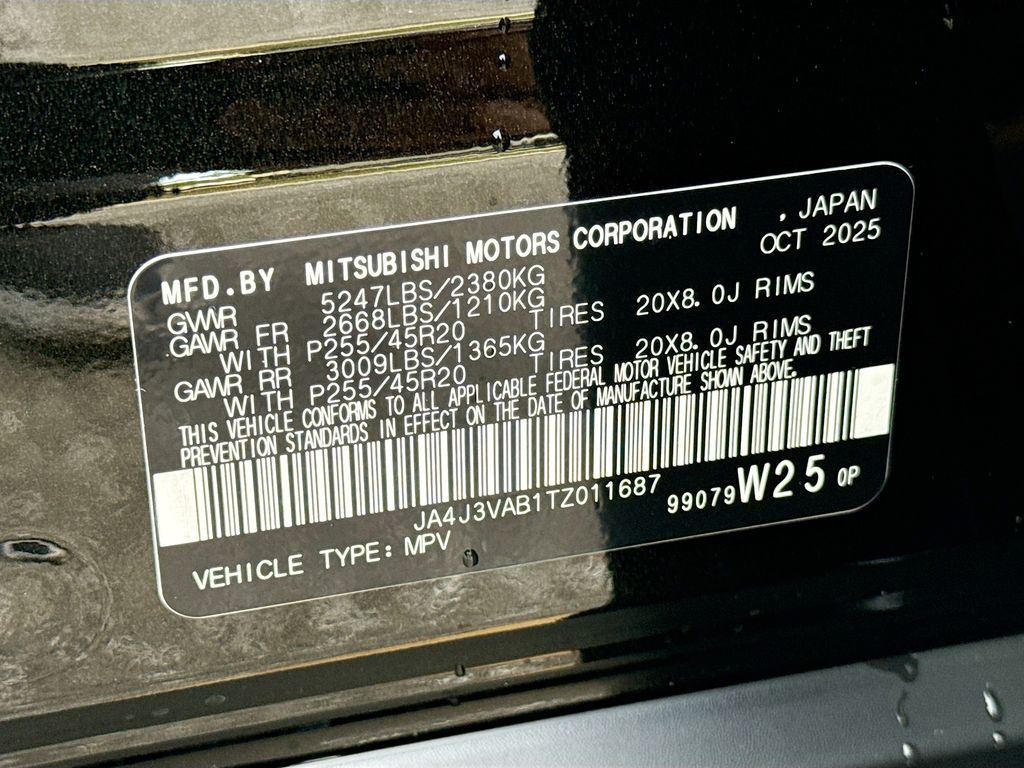 MFD.BY MITSUBISHI MOTORS CORPORATION , JAPAN
GVWR 5247LBS/2380KG OCT 2025
GAWR FR 2668LBS/1210KG
WITH P255/45R20 TIRES 20X8.0J RIMS
GAWR RR 3009LBS/1365KG
WITH P255/45R20 TIRES 20X8.0J RIMS
THIS VEHICLE CONFORMS TO ALL APPLICABLE FEDERAL MOTOR VEHICLE SAFETY AND THEFT
PREVENTION STANDARDS IN EFFECT ON THE DATE OF MANUFACTURE SHOWN ABOVE.
JA4J3VAB1TZ011687 99079W25 0P
VEHICLE TYPE: MPV